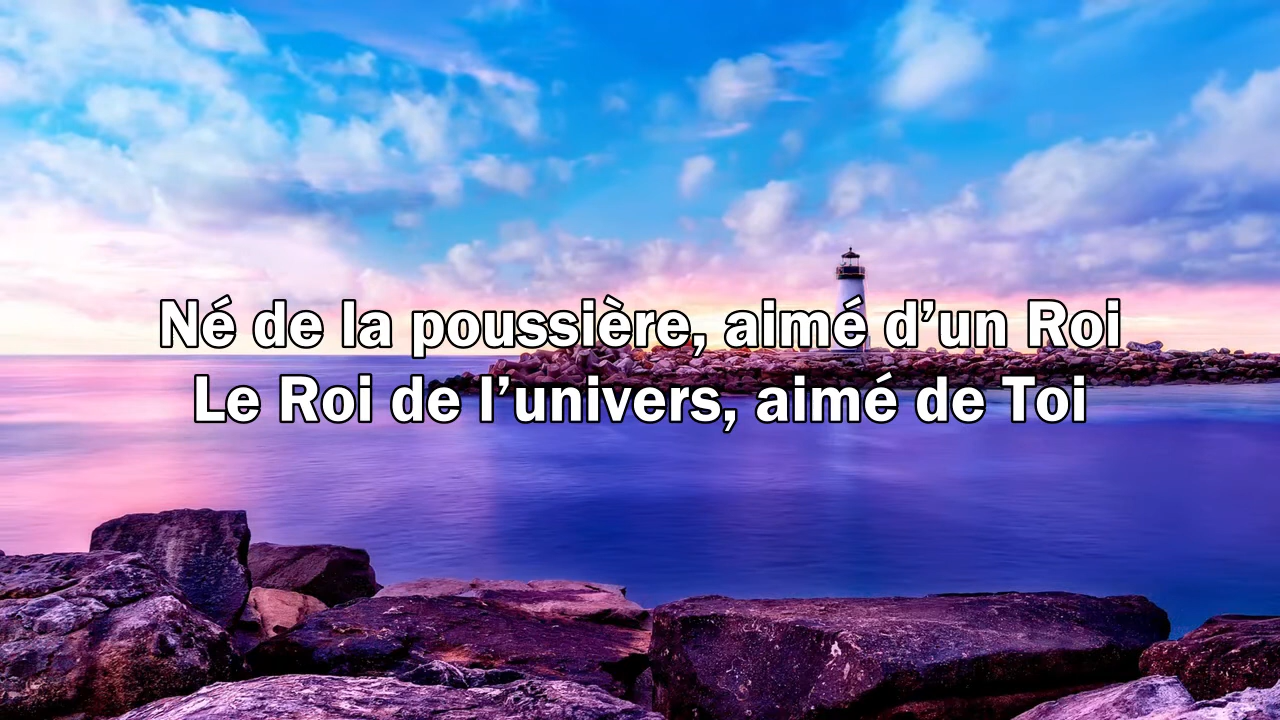 Né de la poussière, aimé d’un Roi
Le Roi de l’univers, aimé de Toi